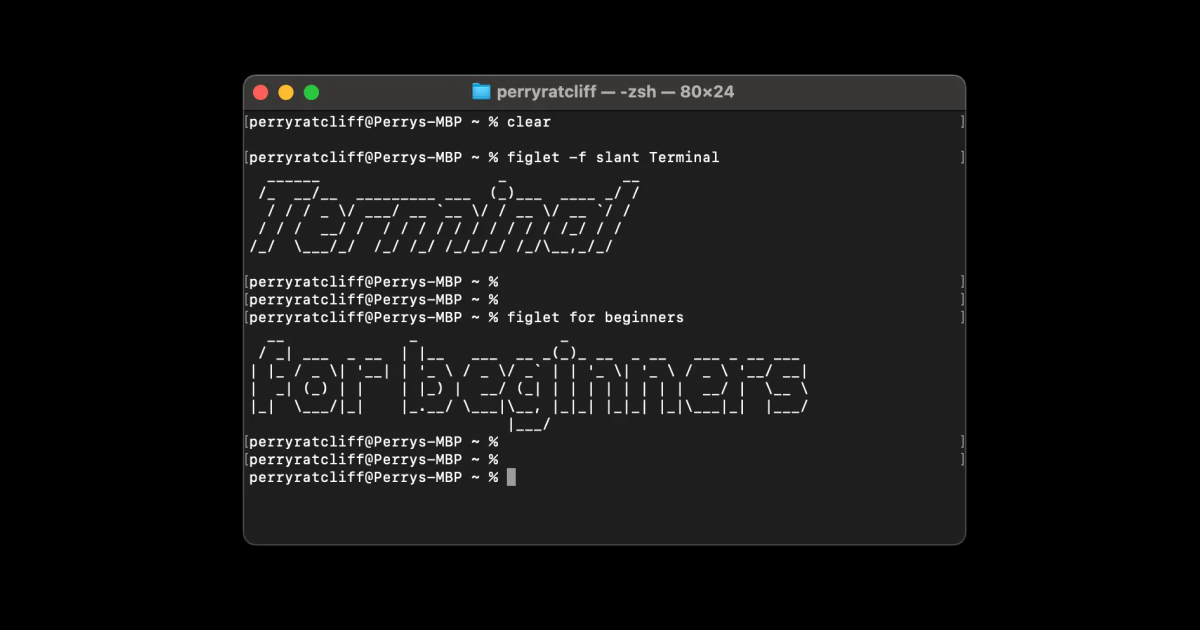 perryratcliff — -zsh — 80×24
[perryratcliff@Perrys-MBP ~ % clear ]
[perryratcliff@Perrys-MBP ~ % figlet -f slant Terminal ]
Terminal
[perryratcliff@Perrys-MBP ~ % ]
[perryratcliff@Perrys-MBP ~ % ]
[perryratcliff@Perrys-MBP ~ % figlet for beginners ]
for beginners
[perryratcliff@Perrys-MBP ~ % ]
[perryratcliff@Perrys-MBP ~ % ]
perryratcliff@Perrys-MBP ~ %